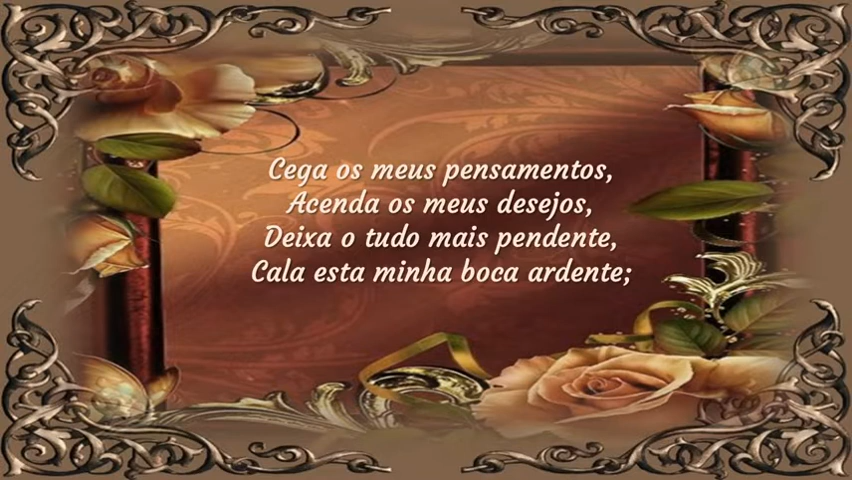 Cega os meus pensamentos,
Acenda os meus desejos,
Deixa o tudo mais pendente,
Cala esta minha boca ardente;